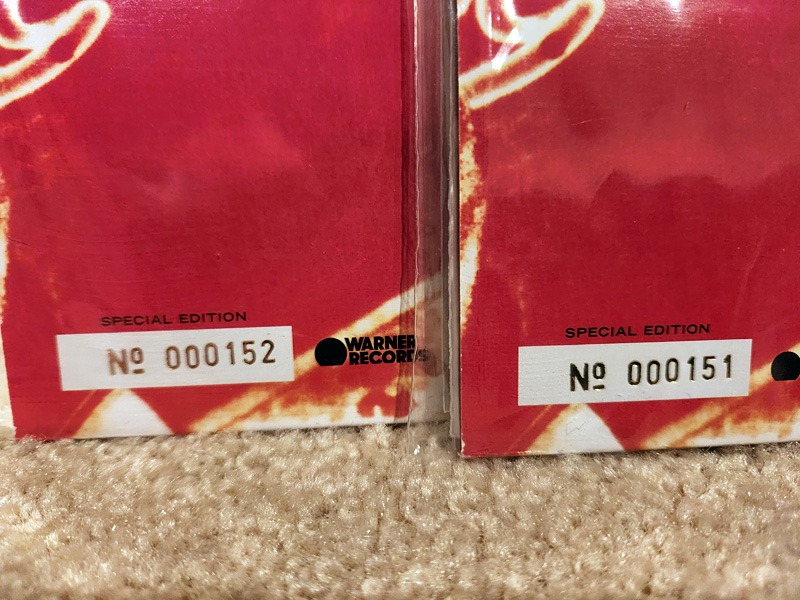 SPECIAL EDITION
Nº 000152
WARNER
RECORDS
SPECIAL EDITION
Nº 000151